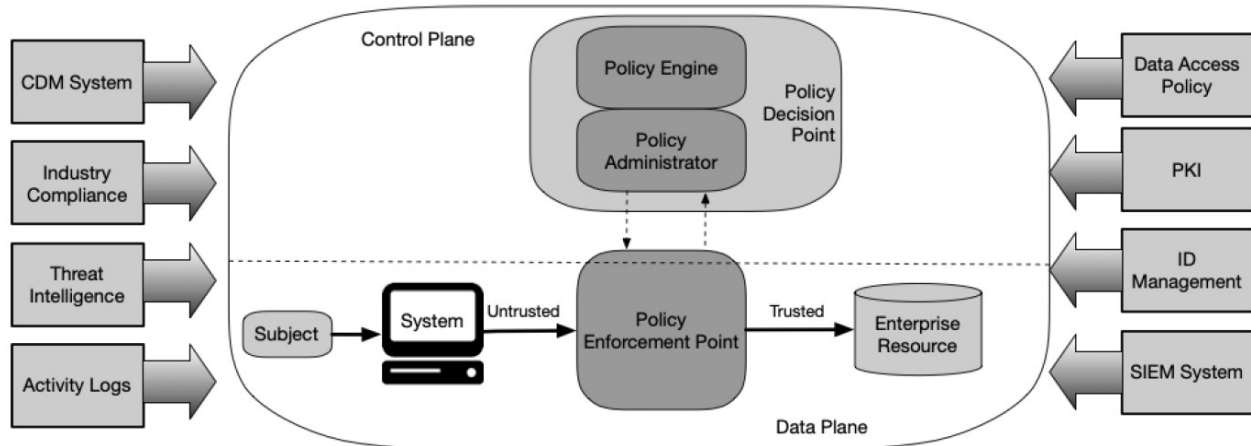 Control Plane
CDM System
Industry
Compliance
Threat
Intelligence
Activity Logs
Policy Engine
Policy
Administrator
Policy
Decision
Point
Subject
System
Untrusted
Policy
Enforcement Point
Trusted
Enterprise
Resource
Data Plane
Data Access
Policy
PKI
ID
Management
SIEM System